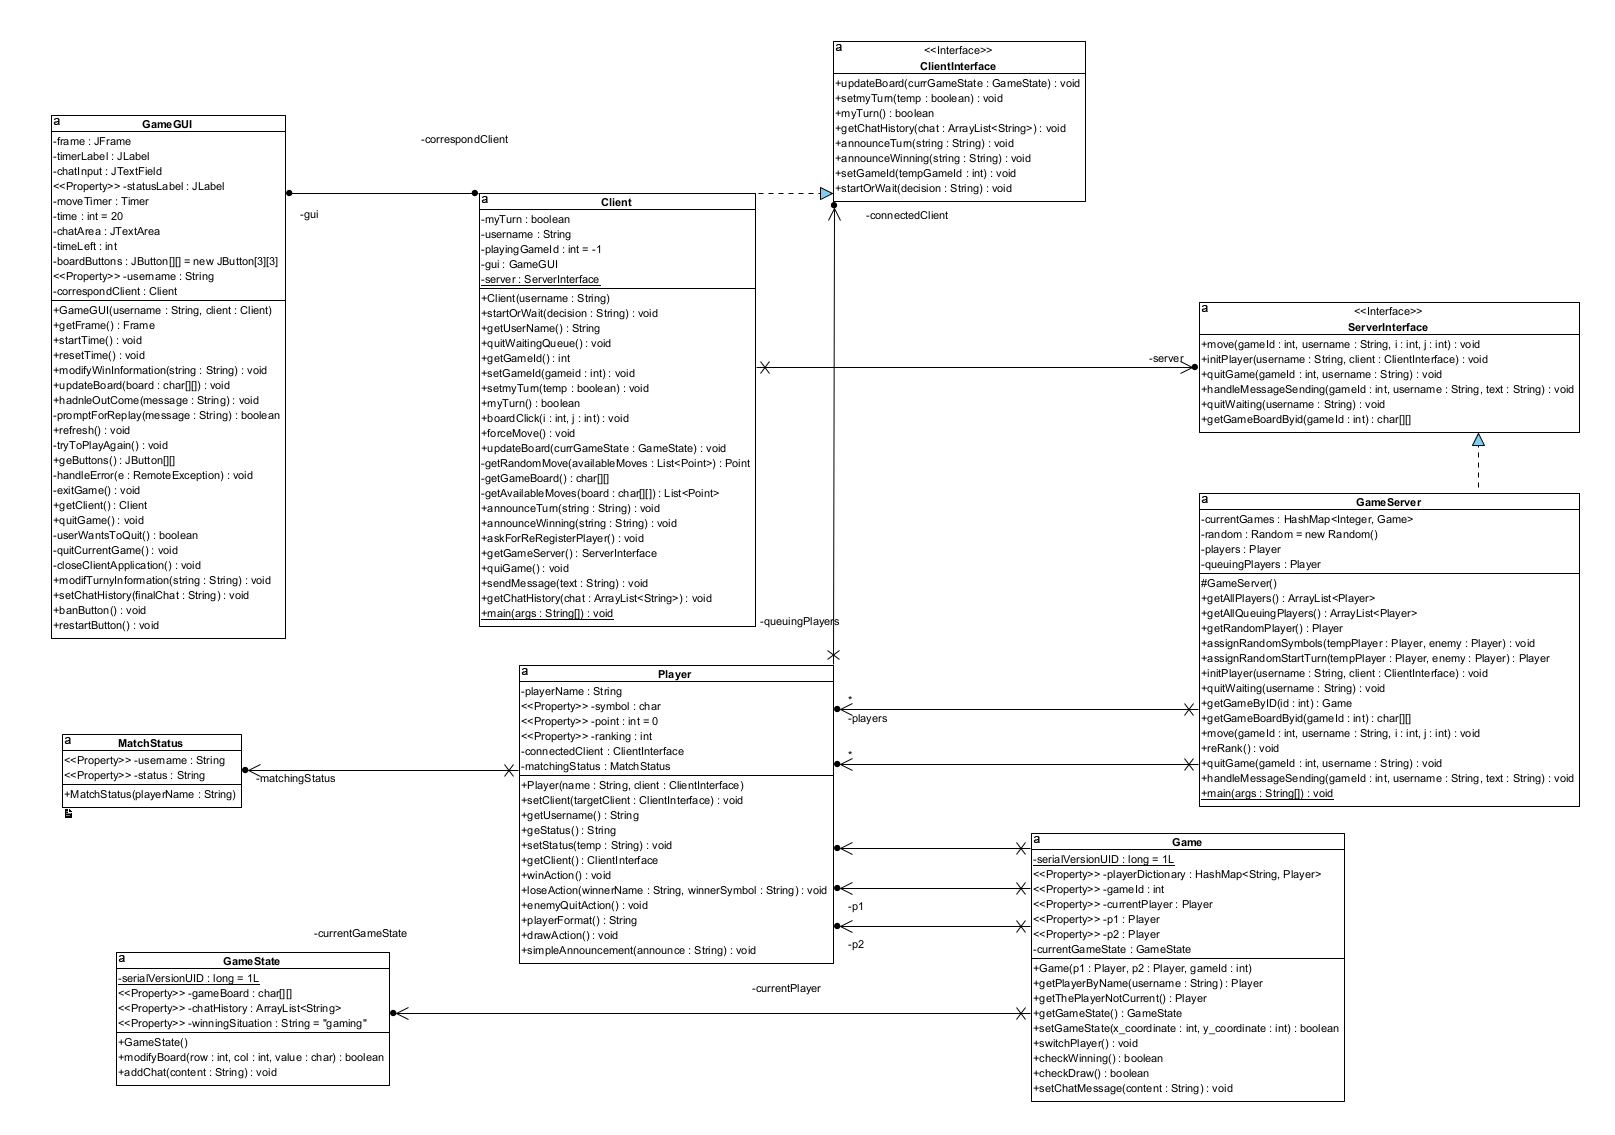 a
<<Interface>>
ClientInterface
+updateBoard(currGameState : GameState) : void
+setmyTurn(temp : boolean) : void
+myTurn() : boolean
+getChatHistory(chat : ArrayList<String>) : void
+announceTurn(string : String) : void
+announceWinning(string : String) : void
+setGameId(tempGameId : int) : void
+startOrWait(decision : String) : void
-connectedClient
a
GameGUI
-frame : JFrame
-timerLabel : JLabel
-chatInput : JTextField
<<Property>> -statusLabel : JLabel
-moveTimer : Timer
-time : int = 20
-chatArea : JTextArea
-timeLeft : int
-boardButtons : JButton[][] = new JButton[3][3]
<<Property>> -username : String
-correspondClient : Client
+GameGUI(username : String, client : Client)
+getFrame() : Frame
+startTime() : void
+resetTime() : void
+modifyWinInformation(string : String) : void
+updateBoard(board : char[][]) : void
+hadnleOutCome(message : String) : void
-promptForReplay(message : String) : boolean
+refresh() : void
-tryToPlayAgain() : void
+geButtons() : JButton[][]
-handleError(e : RemoteException) : void
-exitGame() : void
+getClient() : Client
+quitGame() : void
-userWantsToQuit() : boolean
-quitCurrentGame() : void
-closeClientApplication() : void
+modifTurnyInformation(string : String) : void
+setChatHistory(finalChat : String) : void
+banButton() : void
+restartButton() : void
-correspondClient
-gui
a
Client
-myTurn : boolean
-username : String
-playingGameId : int = -1
-gui : GameGUI
-server : ServerInterface
+Client(username : String)
+startOrWait(decision : String) : void
+getUserName() : String
+quitWaitingQueue() : void
+getGameId() : int
+setGameId(gameid : int) : void
+setmyTurn(temp : boolean) : void
+myTurn() : boolean
+boardClick(i : int, j : int) : void
+forceMove() : void
+updateBoard(currGameState : GameState) : void
-getRandomMove(availableMoves : List<Point>) : Point
-getGameBoard() : char[][]
-getAvailableMoves(board : char[][]) : List<Point>
+announceTurn(string : String) : void
+announceWinning(string : String) : void
+askForReRegisterPlayer() : void
+getGameServer() : ServerInterface
+quiGame() : void
+sendMessage(text : String) : void
+getChatHistory(chat : ArrayList<String>) : void
+main(args : String[]) : void
-server
a
<<Interface>>
ServerInterface
+move(gameId : int, username : String, i : int, j : int) : void
+initPlayer(username : String, client : ClientInterface) : void
+quitGame(gameId : int, username : String) : void
+handleMessageSending(gameId : int, username : String, text : String) : void
+quitWaiting(username : String) : void
+getGameBoardByid(gameId : int) : char[][]
a
GameServer
-currentGames : HashMap<Integer, Game>
-random : Random = new Random()
-players : Player
-queuingPlayers : Player
#GameServer()
+getAllPlayers() : ArrayList<Player>
+getAllQueuingPlayers() : ArrayList<Player>
+getRandomPlayer() : Player
+assignRandomSymbols(tempPlayer : Player, enemy : Player) : void
+assignRandomStartTurn(tempPlayer : Player, enemy : Player) : Player
+initPlayer(username : String, client : ClientInterface) : void
+quitWaiting(username : String) : void
+getGameByID(id : int) : Game
+getGameBoardByid(gameId : int) : char[][]
+move(gameId : int, username : String, i : int, j : int) : void
+reRank() : void
+quitGame(gameId : int, username : String) : void
+handleMessageSending(gameId : int, username : String, text : String) : void
+main(args : String[]) : void
-queuingPlayers
a
Player
-playerName : String
<<Property>> -symbol : char
<<Property>> -point : int = 0
<<Property>> -ranking : int
-connectedClient : ClientInterface
-matchingStatus : MatchStatus
+Player(name : String, client : ClientInterface)
+setClient(targetClient : ClientInterface) : void
+getUsername() : String
+geStatus() : String
+setStatus(temp : String) : void
+getClient() : ClientInterface
+winAction() : void
+loseAction(winnerName : String, winnerSymbol : String) : void
+enemyQuitAction() : void
+playerFormat() : String
+drawAction() : void
+simpleAnnouncement(announce : String) : void
*
-players
*
-p1
-p2
a
MatchStatus
<<Property>> -username : String
<<Property>> -status : String
+MatchStatus(playerName : String)
-matchingStatus
a
Game
-serialVersionUID : long = 1L
<<Property>> -playerDictionary : HashMap<String, Player>
<<Property>> -gameId : int
<<Property>> -currentPlayer : Player
<<Property>> -p1 : Player
<<Property>> -p2 : Player
-currentGameState : GameState
+Game(p1 : Player, p2 : Player, gameId : int)
+getPlayerByName(username : String) : Player
+getThePlayerNotCurrent() : Player
+getGameState() : GameState
+setGameState(x_coordinate : int, y_coordinate : int) : boolean
+switchPlayer() : void
+checkWinning() : boolean
+checkDraw() : boolean
+setChatMessage(content : String) : void
-currentGameState
-currentPlayer
a
GameState
-serialVersionUID : long = 1L
<<Property>> -gameBoard : char[][]
<<Property>> -chatHistory : ArrayList<String>
<<Property>> -winningSituation : String = "gaming"
+GameState()
+modifyBoard(row : int, col : int, value : char) : boolean
+addChat(content : String) : void